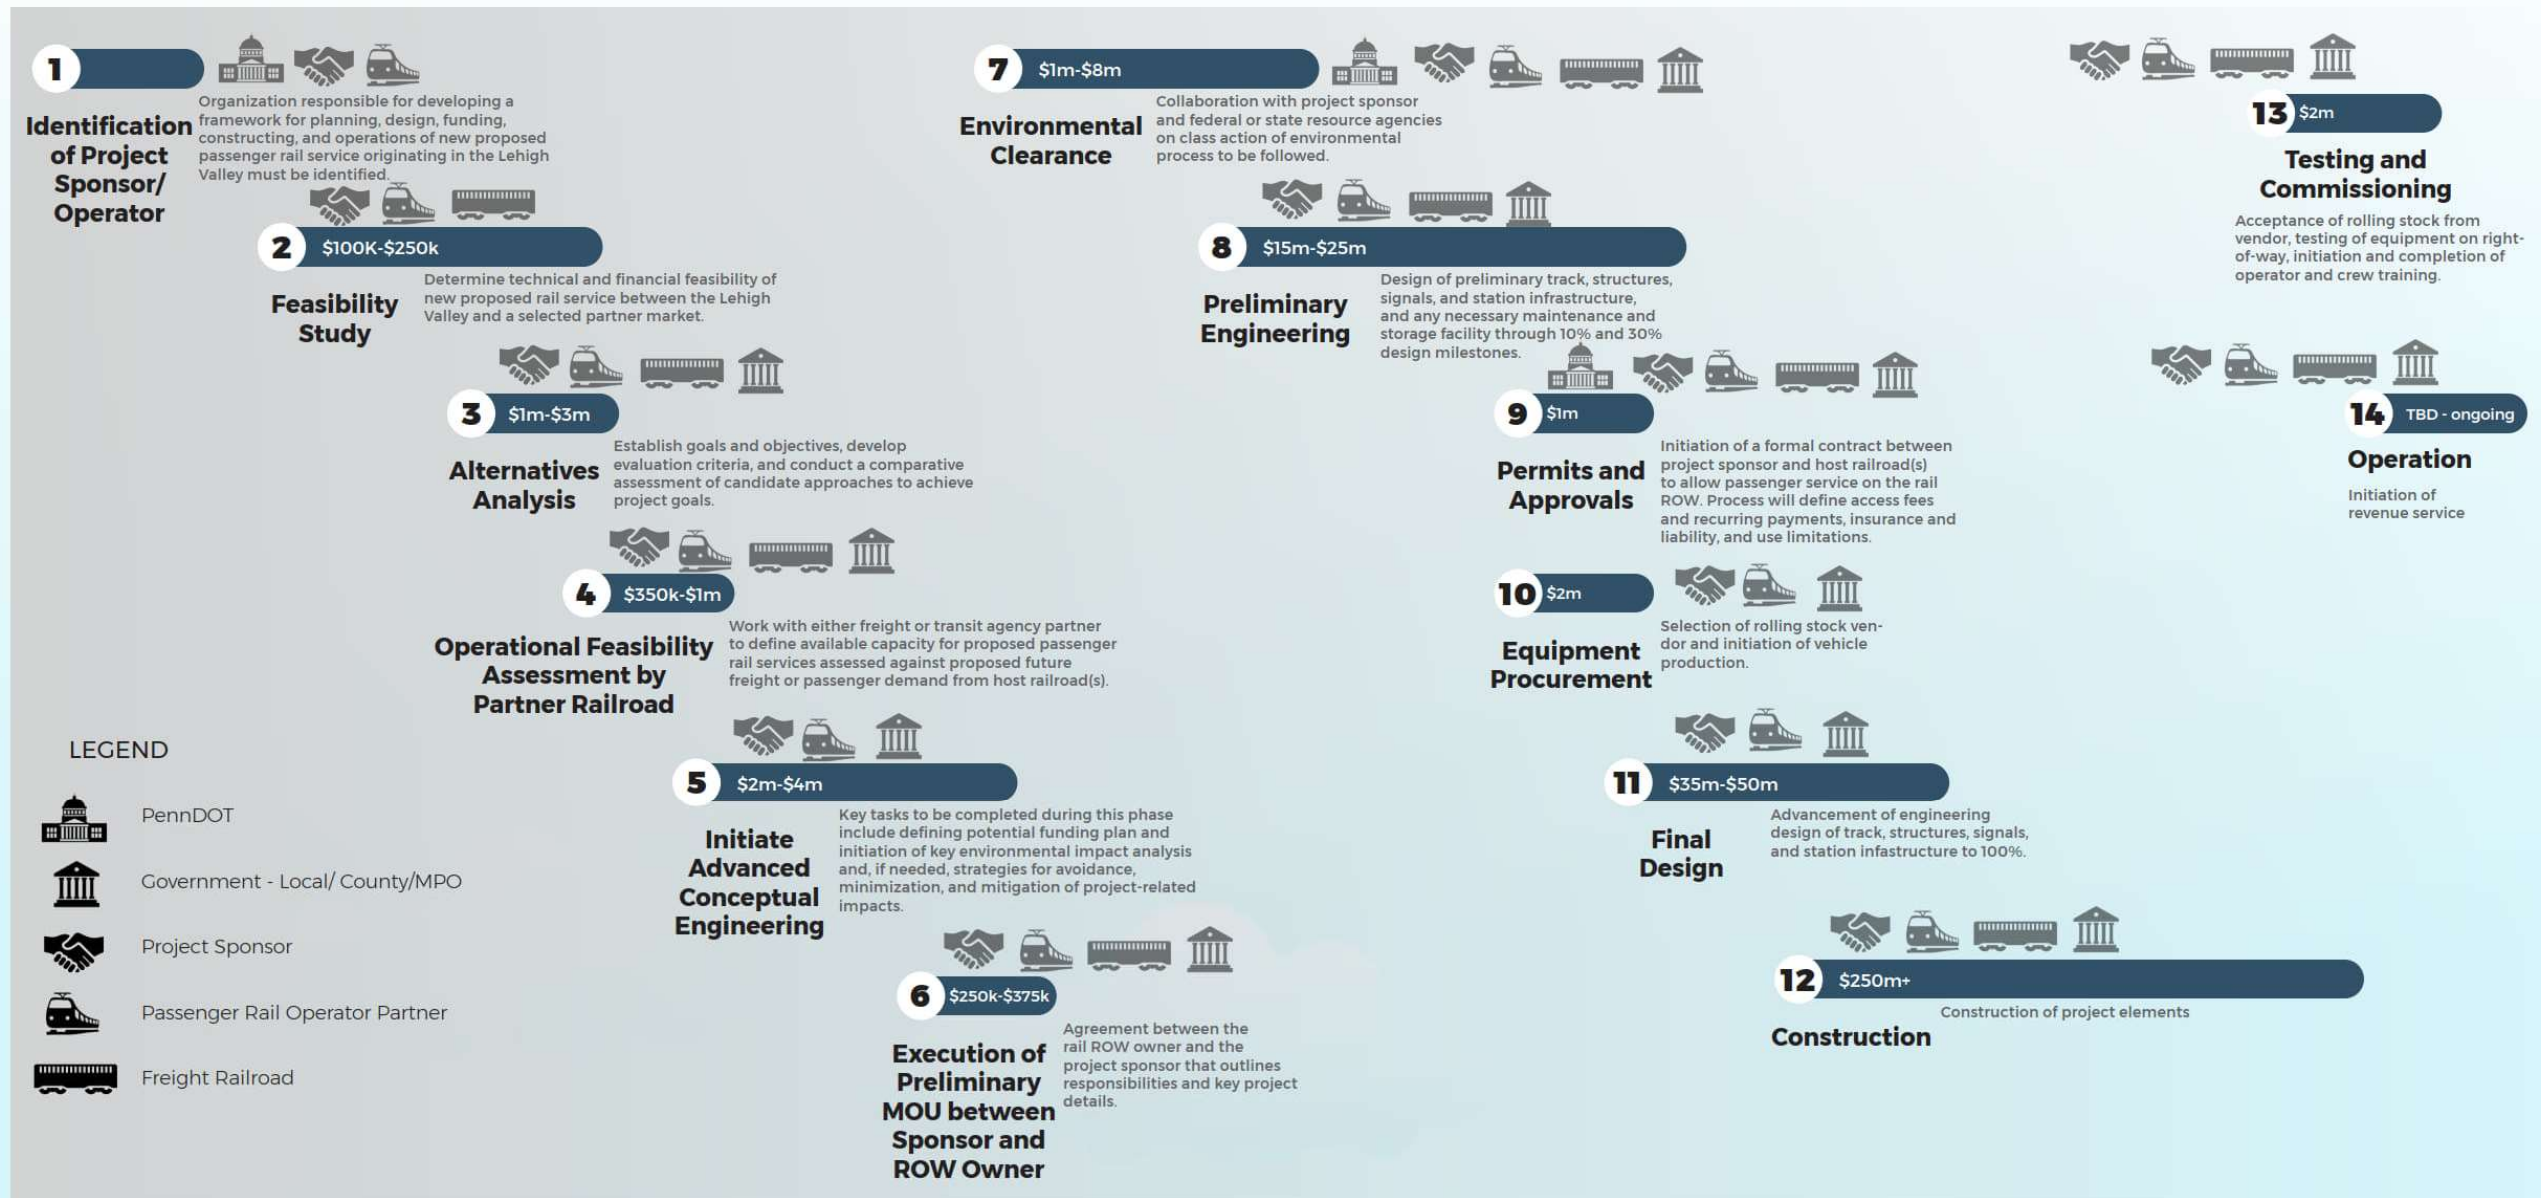 1
Identification
of Project
Sponsor/
Operator
Organization responsible for developing a
framework for planning, design, funding,
constructing, and operations of new proposed
passenger rail service originating in the Lehigh
Valley must be identified.
2
$100K-$250k
Feasibility
Study
Determine technical and financial feasibility of
new proposed rail service between the Lehigh
Valley and a selected partner market.
3
$1m-$3m
Alternatives
Analysis
Establish goals and objectives, develop
evaluation criteria, and conduct a comparative
assessment of candidate approaches to achieve
project goals.
4
$350k-$1m
Operational Feasibility
Assessment by
Partner Railroad
Work with either freight or transit agency partner
to define available capacity for proposed passenger
rail services assessed against proposed future
freight or passenger demand from host railroad(s).
5
$2m-$4m
Initiate
Advanced
Conceptual
Engineering
Key tasks to be completed during this phase
include defining potential funding plan and
initiation of key environmental impact analysis
and, if needed, strategies for avoidance,
minimization, and mitigation of project-related
impacts.
6
$250k-$375k
Execution of
Preliminary
MOU between
Sponsor and
ROW Owner
Agreement between the
rail ROW owner and the
project sponsor that outlines
responsibilities and key project
details.
7
$1m-$8m
Environmental
Clearance
Collaboration with project sponsor
and federal or state resource agencies
on class action of environmental
process to be followed.
8
$15m-$25m
Preliminary
Engineering
Design of preliminary track, structures,
signals, and station infrastructure,
and any necessary maintenance and
storage facility through 10% and 30%
design milestones.
9
$1m
Permits and
Approvals
Initiation of a formal contract between
project sponsor and host railroad(s)
to allow passenger service on the rail
ROW. Process will define access fees
and recurring payments, insurance and
liability, and use limitations.
10
$2m
Equipment
Procurement
Selection of rolling stock ven-
dor and initiation of vehicle
production.
11
$35m-$50m
Final
Design
Advancement of engineering
design of track, structures, signals,
and station infastructure to 100%.
12
$250m+
Construction
Construction of project elements
13
$2m
Testing and
Commissioning
Acceptance of rolling stock from
vendor, testing of equipment on right-
of-way, initiation and completion of
operator and crew training.
14
TBD - ongoing
Operation
Initiation of
revenue service
LEGEND
PennDOT
Government - Local/ County/MPO
Project Sponsor
Passenger Rail Operator Partner
Freight Railroad